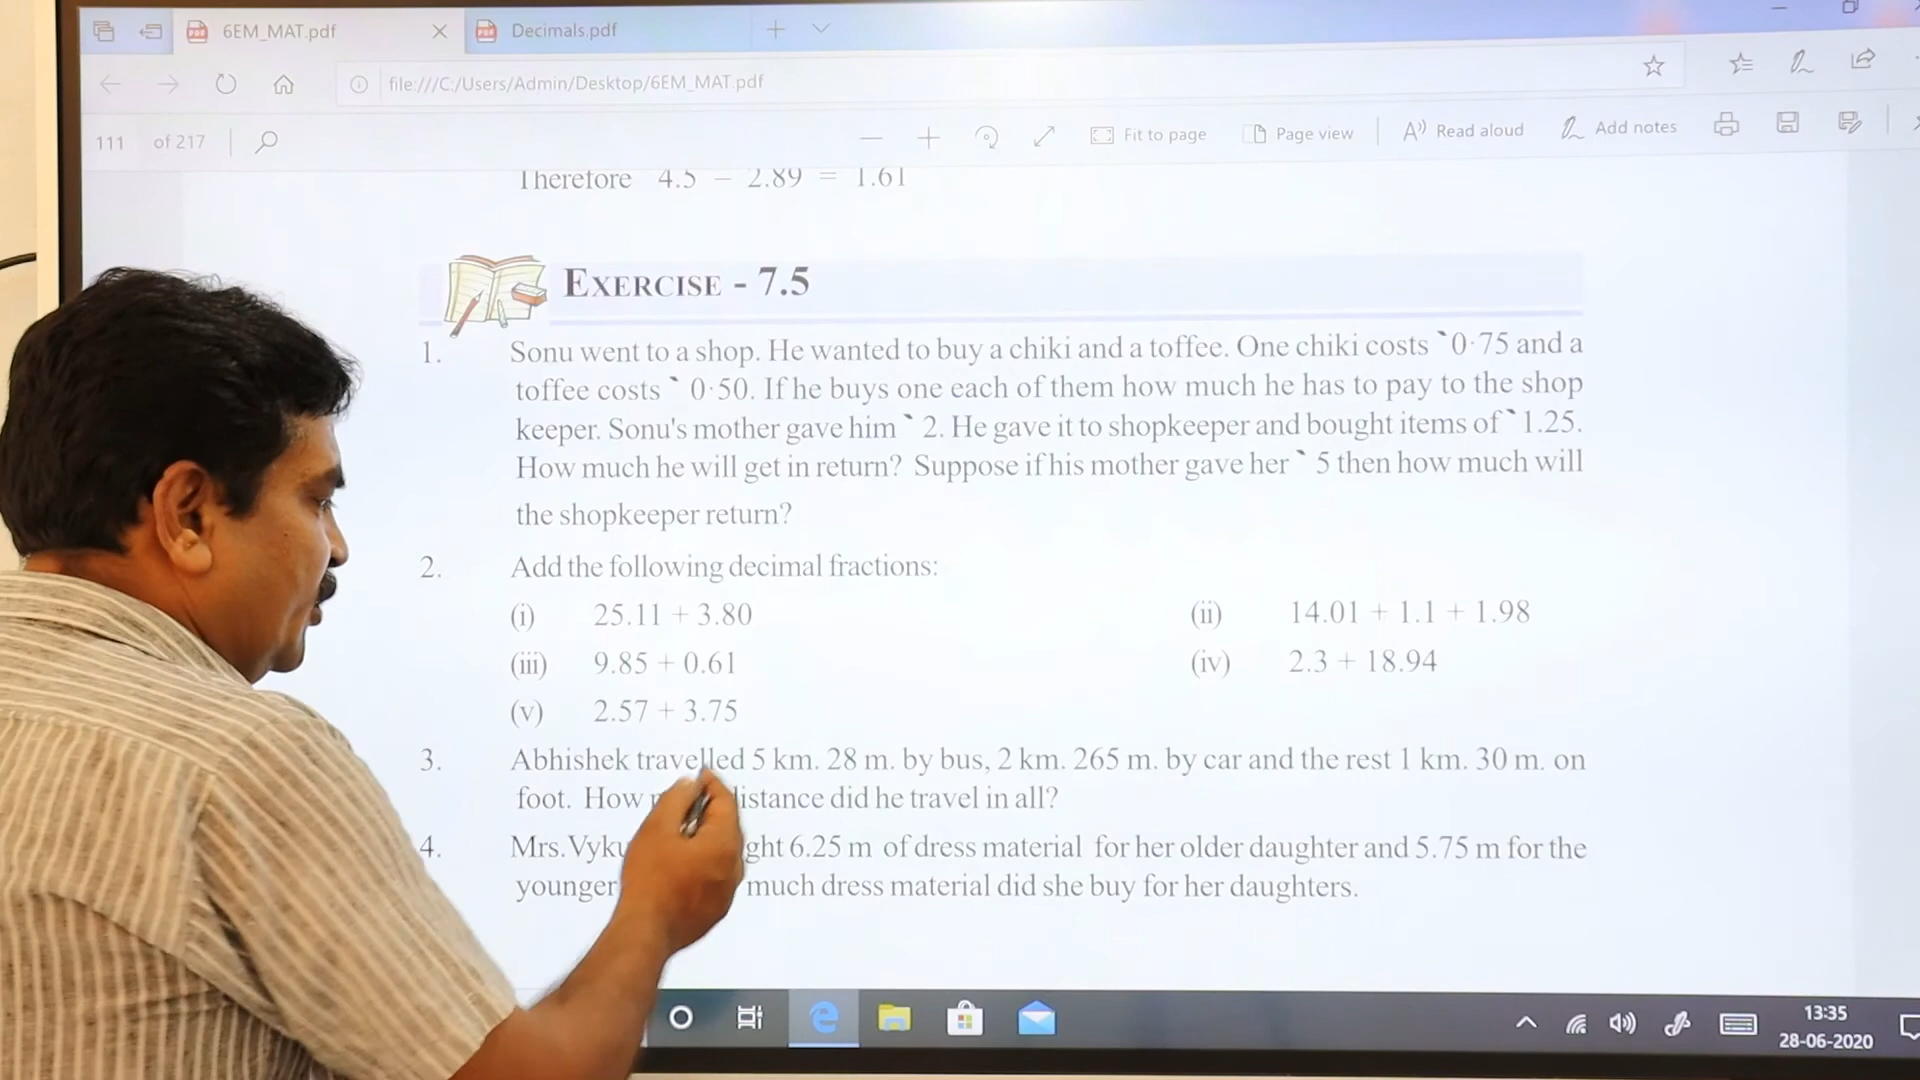 6EM_MAT.pdf
Decimals.pdf
file:///C:/Users/Admin/Desktop/6EM_MAT.pdf
111 of 217
Fit to page
Page view
Read aloud
Add notes
Therefore 4.5 − 2.89 = 1.61
EXERCISE - 7.5
1. Sonu went to a shop. He wanted to buy a chiki and a toffee. One chiki costs `0·75 and a
toffee costs ` 0·50. If he buys one each of them how much he has to pay to the shop
keeper. Sonu's mother gave him ` 2. He gave it to shopkeeper and bought items of ` 1.25.
How much he will get in return? Suppose if his mother gave her ` 5 then how much will
the shopkeeper return?
2. Add the following decimal fractions:
(i) 25.11 + 3.80
(ii) 14.01 + 1.1 + 1.98
(iii) 9.85 + 0.61
(iv) 2.3 + 18.94
(v) 2.57 + 3.75
3. Abhishek travelled 5 km. 28 m. by bus, 2 km. 265 m. by car and the rest 1 km. 30 m. on
foot. How distance did he travel in all?
4. Mrs. 6.25 m of dress material for her older daughter and 5.75 m for the
younger much dress material did she buy for her daughters.
13:35
28-06-2020